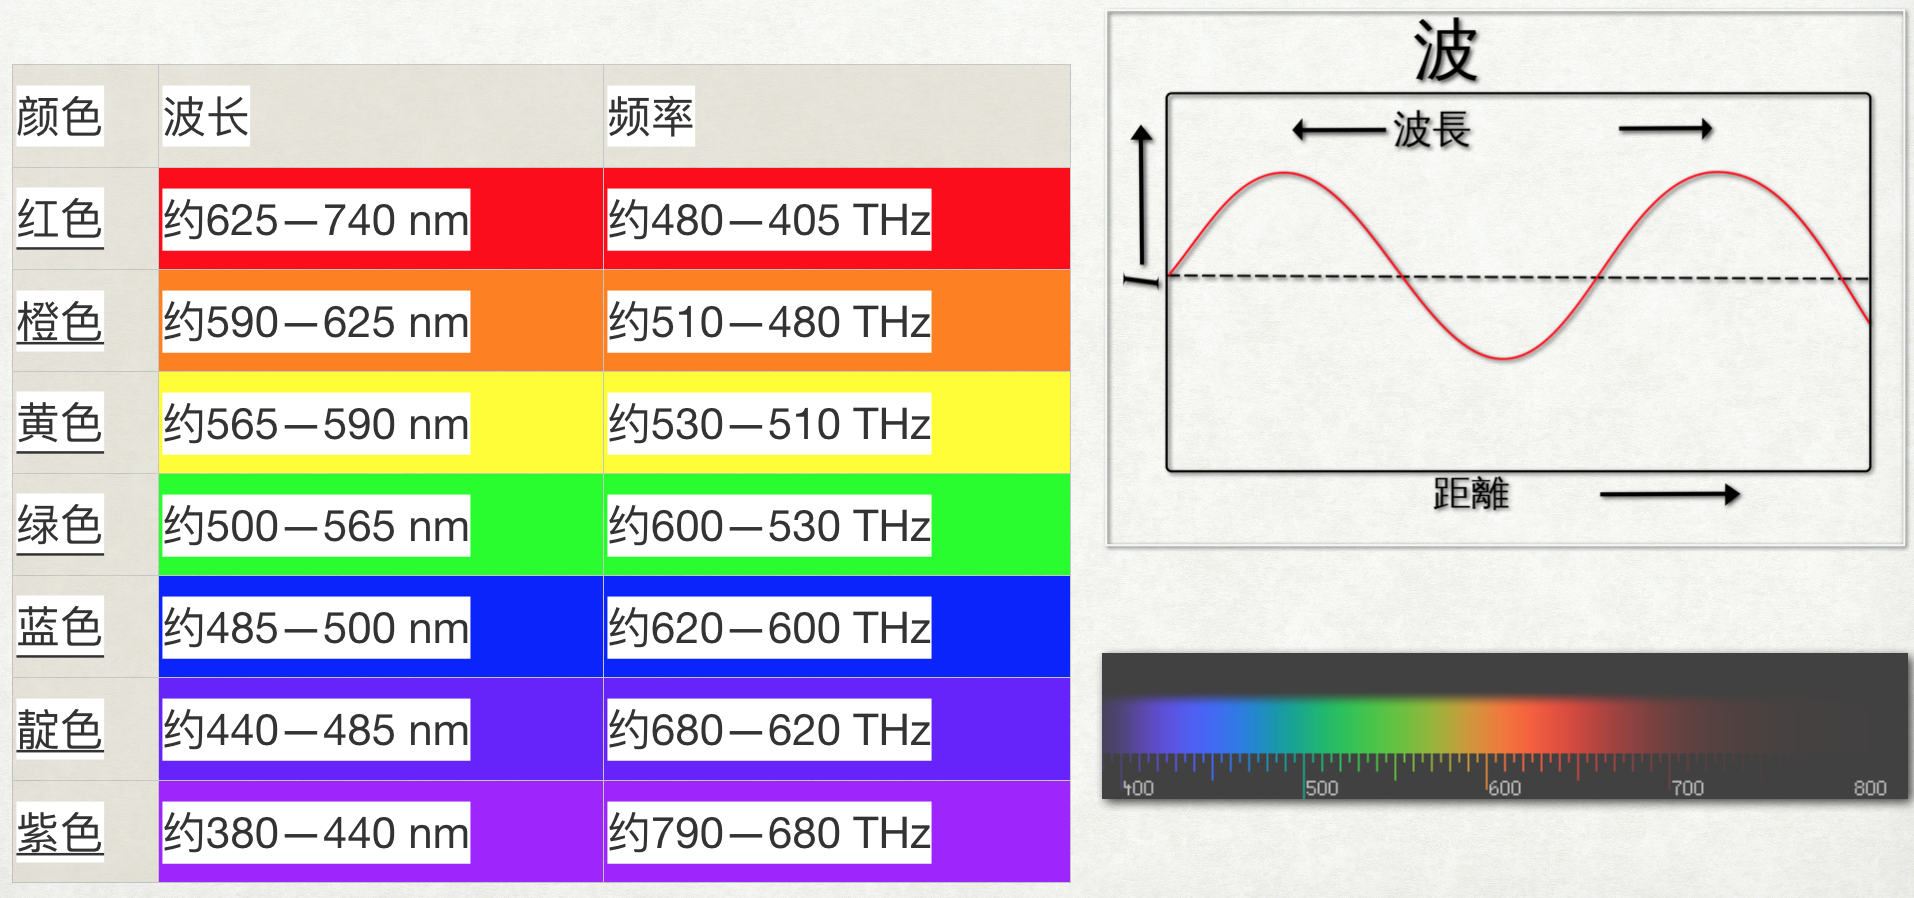 颜色 波长 频率
红色 约625—740 nm 约480—405 THz
橙色 约590—625 nm 约510—480 THz
黄色 约565—590 nm 约530—510 THz
绿色 约500—565 nm 约600—530 THz
蓝色 约485—500 nm 约620—600 THz
靛色 约440—485 nm 约680—620 THz
紫色 约380—440 nm 约790—680 THz
波
波長
I
距離
400 500 600 700 800